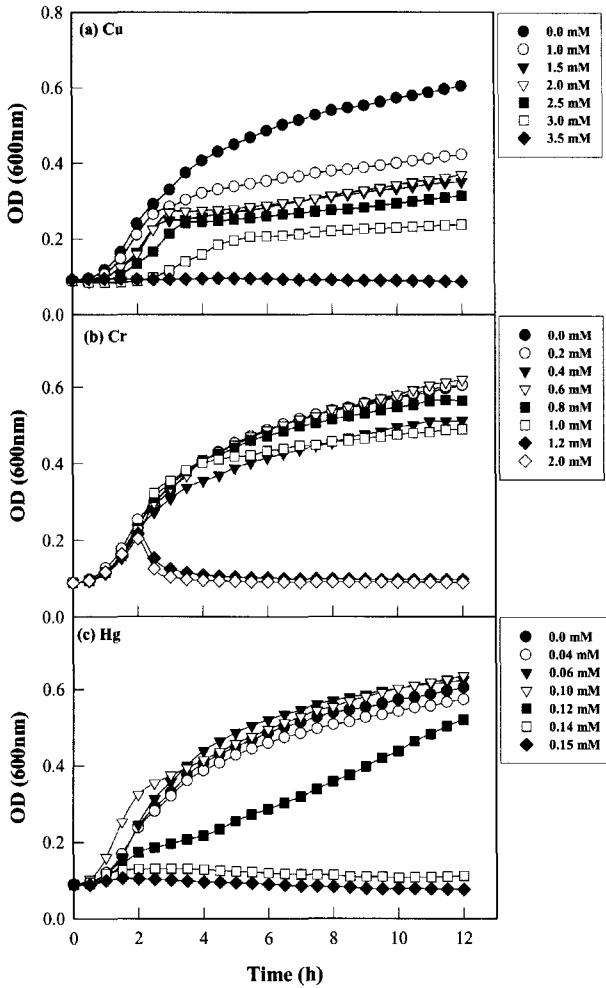 (a) Cu
0.8
0.6
0.4
0.2
0.0
OD (600nm)
0.0 mM
1.0 mM
1.5 mM
2.0 mM
2.5 mM
3.0 mM
3.5 mM
(b) Cr
0.6
0.4
0.2
0.0
OD (600nm)
0.0 mM
0.2 mM
0.4 mM
0.6 mM
0.8 mM
1.0 mM
1.2 mM
2.0 mM
(c) Hg
0.6
0.4
0.2
0.0
OD (600nm)
0.0 mM
0.04 mM
0.06 mM
0.10 mM
0.12 mM
0.14 mM
0.15 mM
0 2 4 6 8 10 12
Time (h)